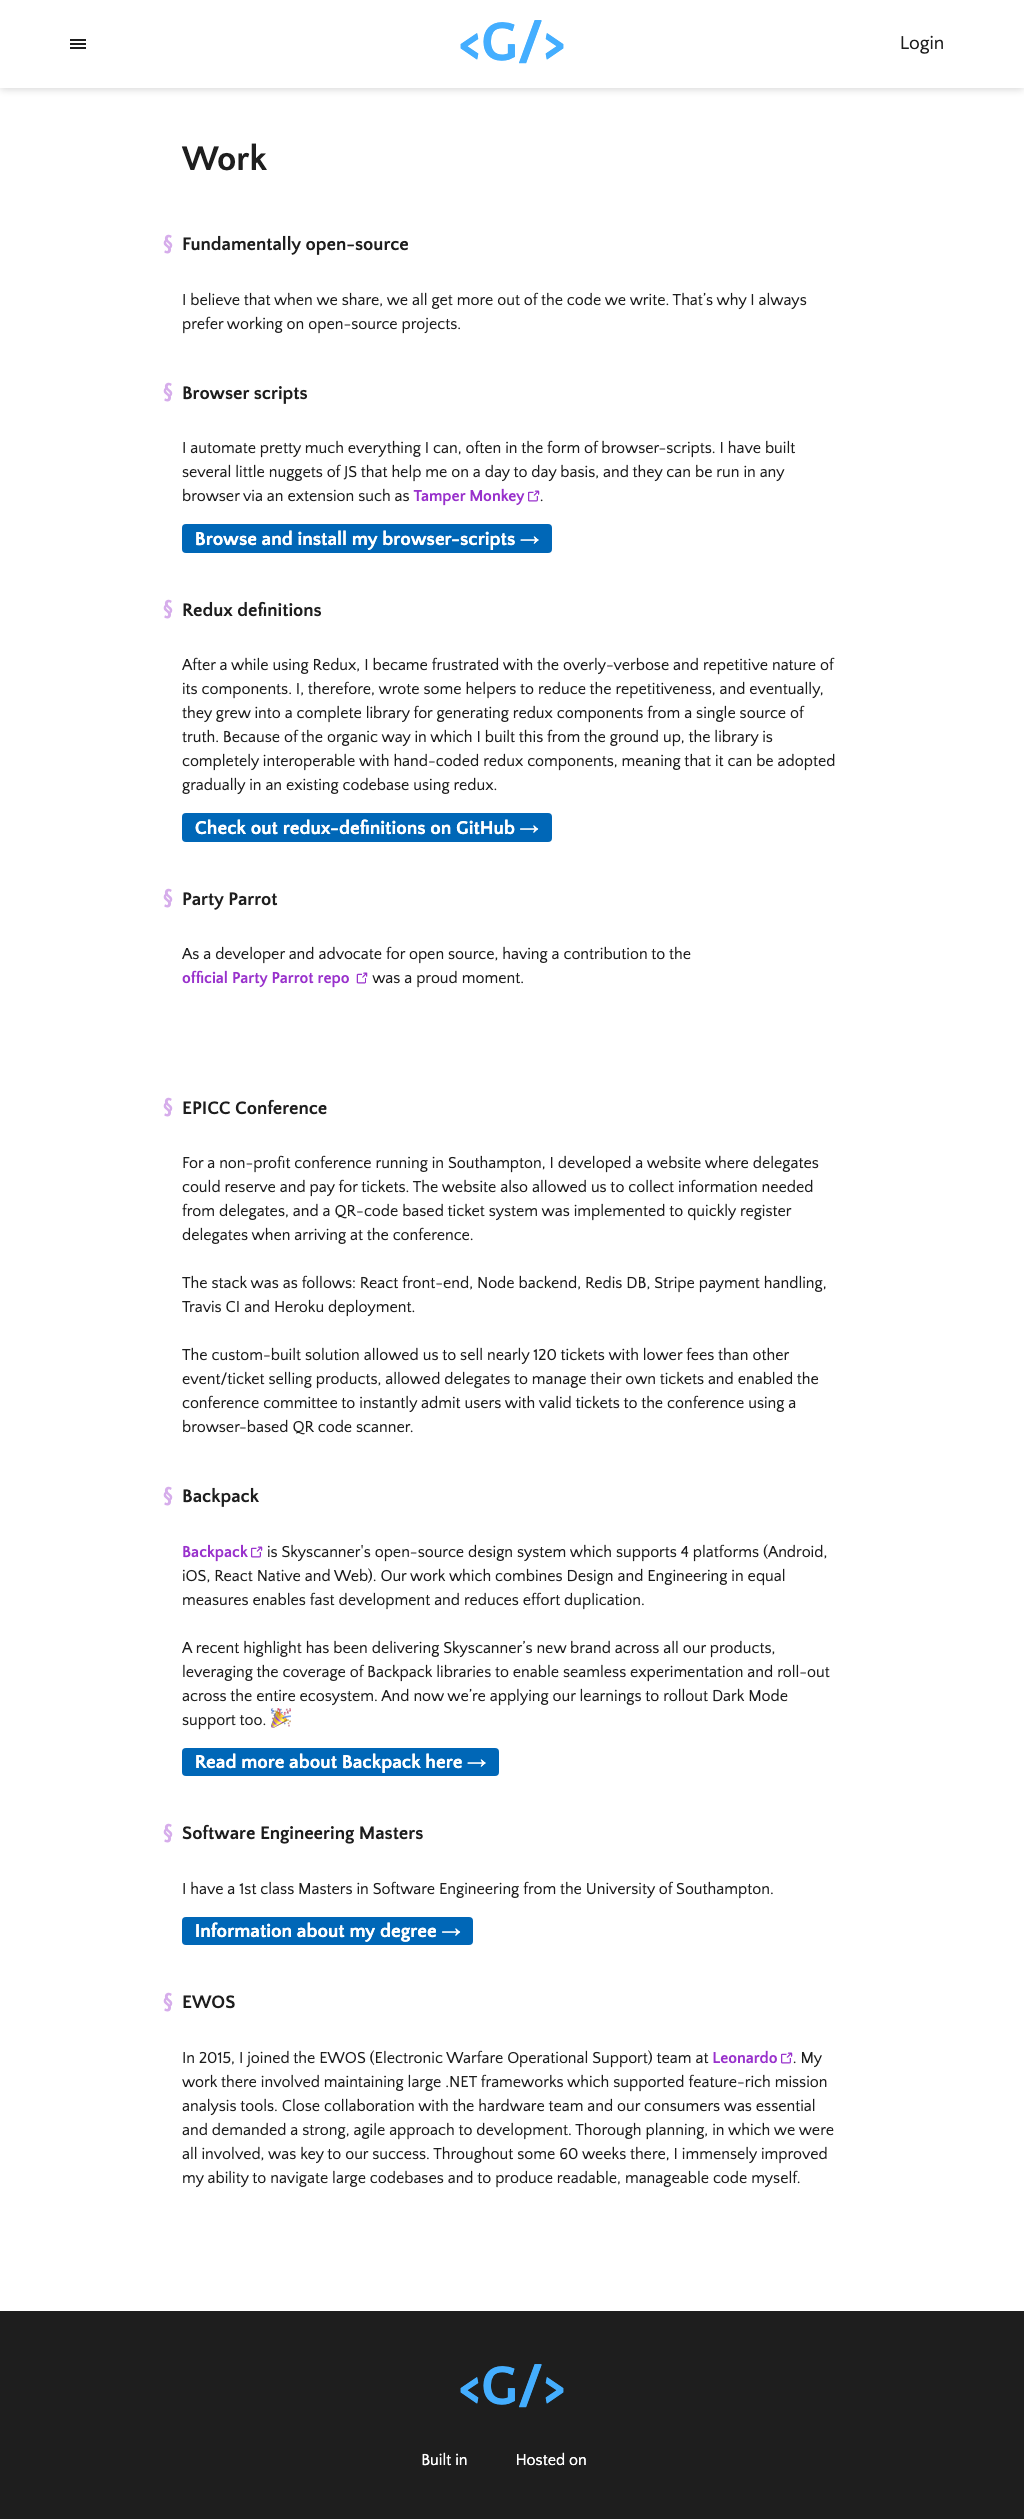 <G/>
Login
Work
§ Fundamentally open-source
I believe that when we share, we all get more out of the code we write. That’s why I always
prefer working on open-source projects.
§ Browser scripts
I automate pretty much everything I can, often in the form of browser-scripts. I have built
several little nuggets of JS that help me on a day to day basis, and they can be run in any
browser via an extension such as Tamper Monkey.
Browse and install my browser-scripts →
§ Redux definitions
After a while using Redux, I became frustrated with the overly-verbose and repetitive nature of
its components. I, therefore, wrote some helpers to reduce the repetitiveness, and eventually,
they grew into a complete library for generating redux components from a single source of
truth. Because of the organic way in which I built this from the ground up, the library is
completely interoperable with hand-coded redux components, meaning that it can be adopted
gradually in an existing codebase using redux.
Check out redux-definitions on GitHub →
§ Party Parrot
As a developer and advocate for open source, having a contribution to the
official Party Parrot repo was a proud moment.
§ EPICC Conference
For a non-profit conference running in Southampton, I developed a website where delegates
could reserve and pay for tickets. The website also allowed us to collect information needed
from delegates, and a QR-code based ticket system was implemented to quickly register
delegates when arriving at the conference.
The stack was as follows: React front-end, Node backend, Redis DB, Stripe payment handling,
Travis CI and Heroku deployment.
The custom-built solution allowed us to sell nearly 120 tickets with lower fees than other
event/ticket selling products, allowed delegates to manage their own tickets and enabled the
conference committee to instantly admit users with valid tickets to the conference using a
browser-based QR code scanner.
§ Backpack
Backpack is Skyscanner's open-source design system which supports 4 platforms (Android,
iOS, React Native and Web). Our work which combines Design and Engineering in equal
measures enables fast development and reduces effort duplication.
A recent highlight has been delivering Skyscanner’s new brand across all our products,
leveraging the coverage of Backpack libraries to enable seamless experimentation and roll-out
across the entire ecosystem. And now we’re applying our learnings to rollout Dark Mode
support too. 🎉
Read more about Backpack here →
§ Software Engineering Masters
I have a 1st class Masters in Software Engineering from the University of Southampton.
Information about my degree →
§ EWOS
In 2015, I joined the EWOS (Electronic Warfare Operational Support) team at Leonardo. My
work there involved maintaining large .NET frameworks which supported feature-rich mission
analysis tools. Close collaboration with the hardware team and our consumers was essential
and demanded a strong, agile approach to development. Thorough planning, in which we were
all involved, was key to our success. Throughout some 60 weeks there, I immensely improved
my ability to navigate large codebases and to produce readable, manageable code myself.
<G/>
Built in Hosted on